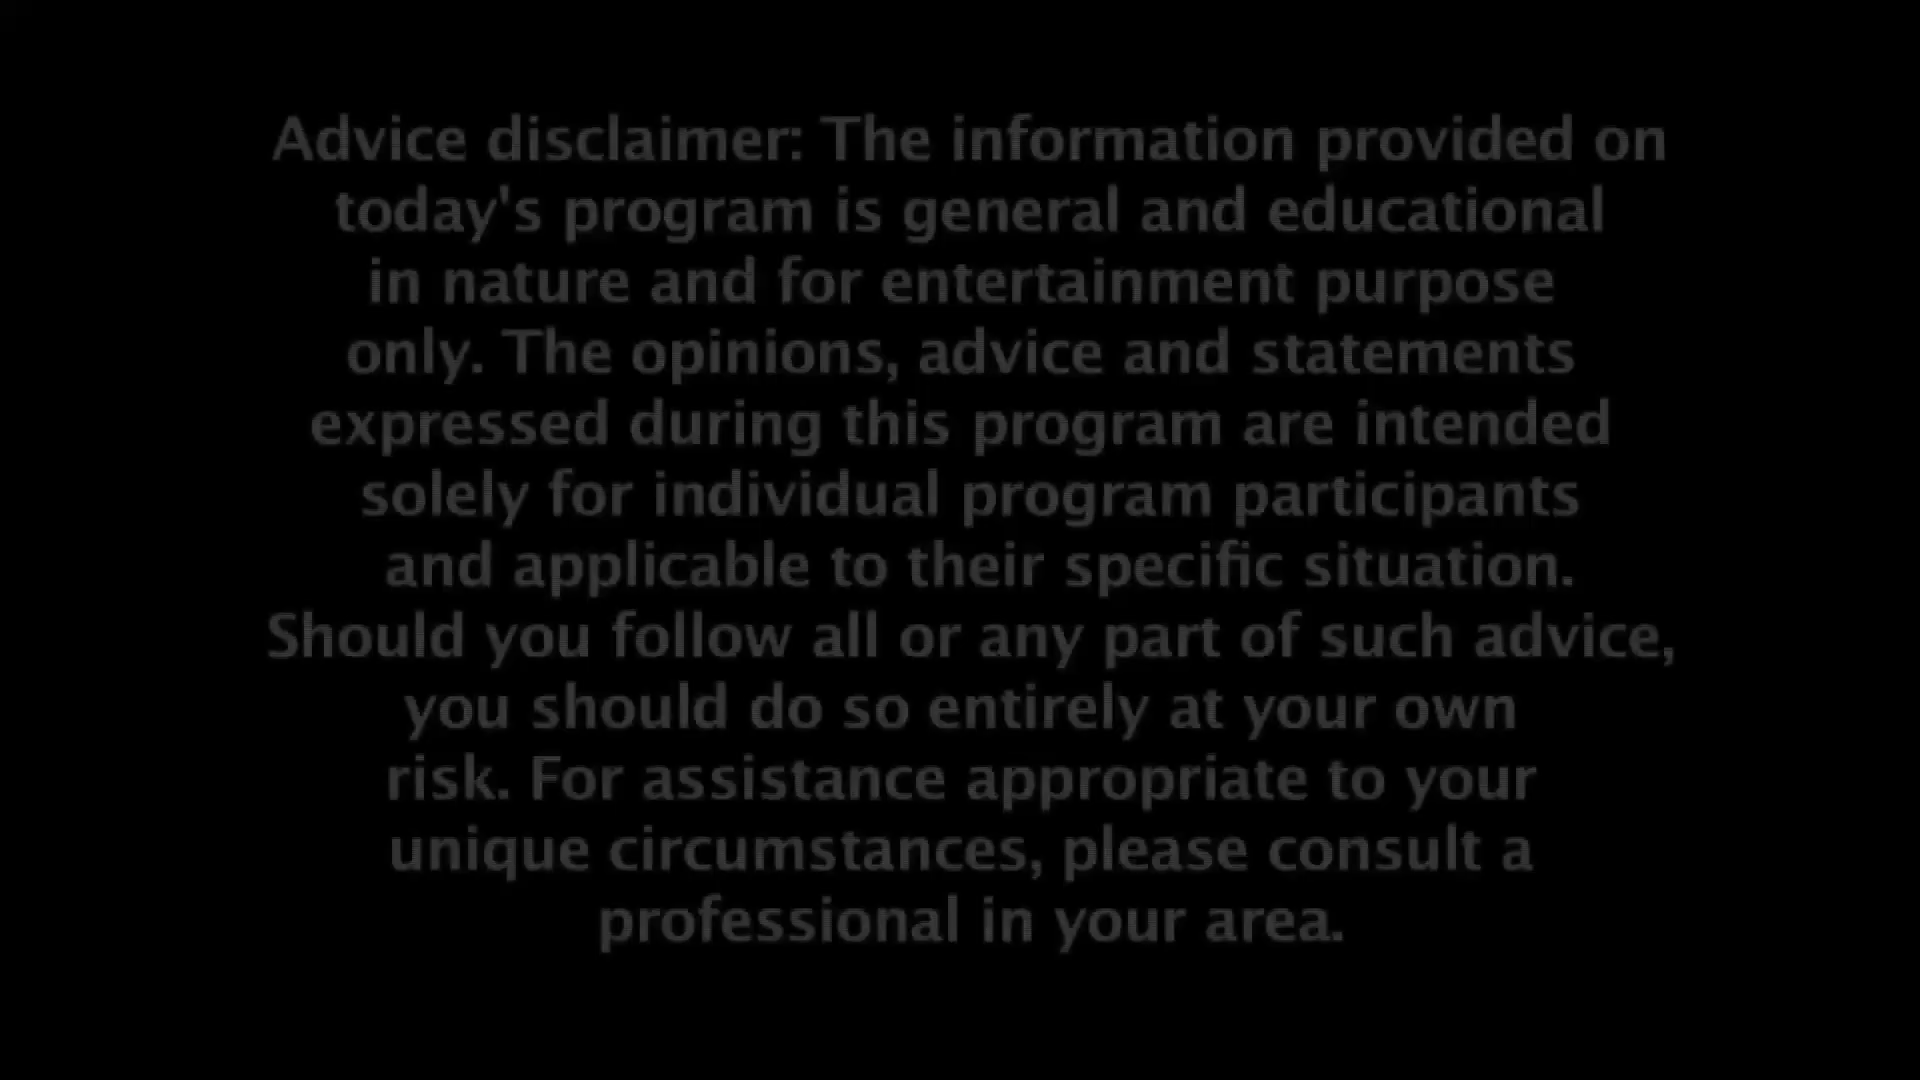 Advice disclaimer: The information provided on
today's program is general and educational
in nature and for entertainment purpose
only. The opinions, advice and statements
expressed during this program are intended
solely for individual program participants
and applicable to their specific situation.
Should you follow all or any part of such advice,
you should do so entirely at your own
risk. For assistance appropriate to your
unique circumstances, please consult a
professional in your area.